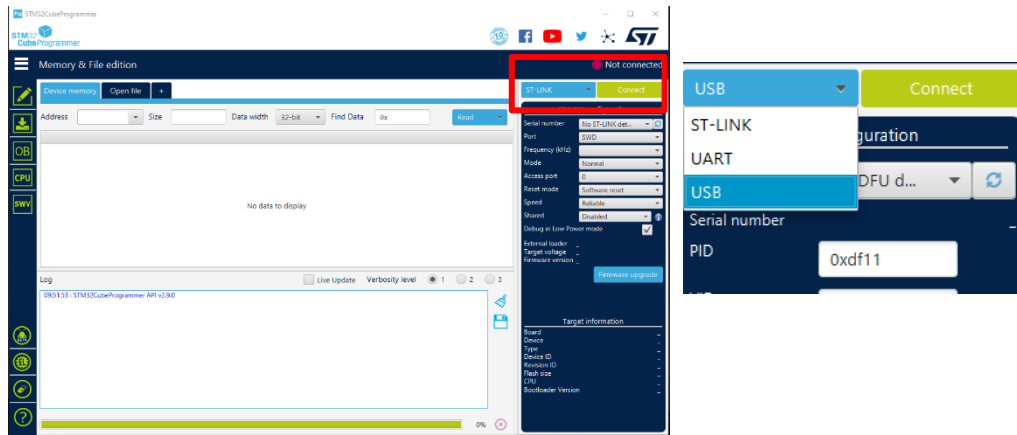 STM32CubeProgrammer
STM32
CubeProgrammer
Memory & File edition
Not connected
Device memory Open file +
ST-LINK Connect
Address Size Data width 32-bit Find Data 0x Read
No data to display
Serial number No ST-LINK det...
Port SWD
Frequency (kHz)
Mode Normal
Access port 0
Reset mode Software reset
Speed Reliable
Shared Disabled
Debug in Low Power mode
External loader _
Target voltage _
Firmware version _
Firmware upgrade
OB
CPU
SWV
Log Live Update Verbosity level 1 2 3
09:51:53 : STM32CubeProgrammer API v2.9.0
Target information
Board _
Device _
Type _
Device ID _
Revision ID _
Flash size _
CPU _
Bootloader Version _
0%
USB Connect
ST-LINK
UART
USB
guration
DFU d...
Serial number _
PID 0xdf11